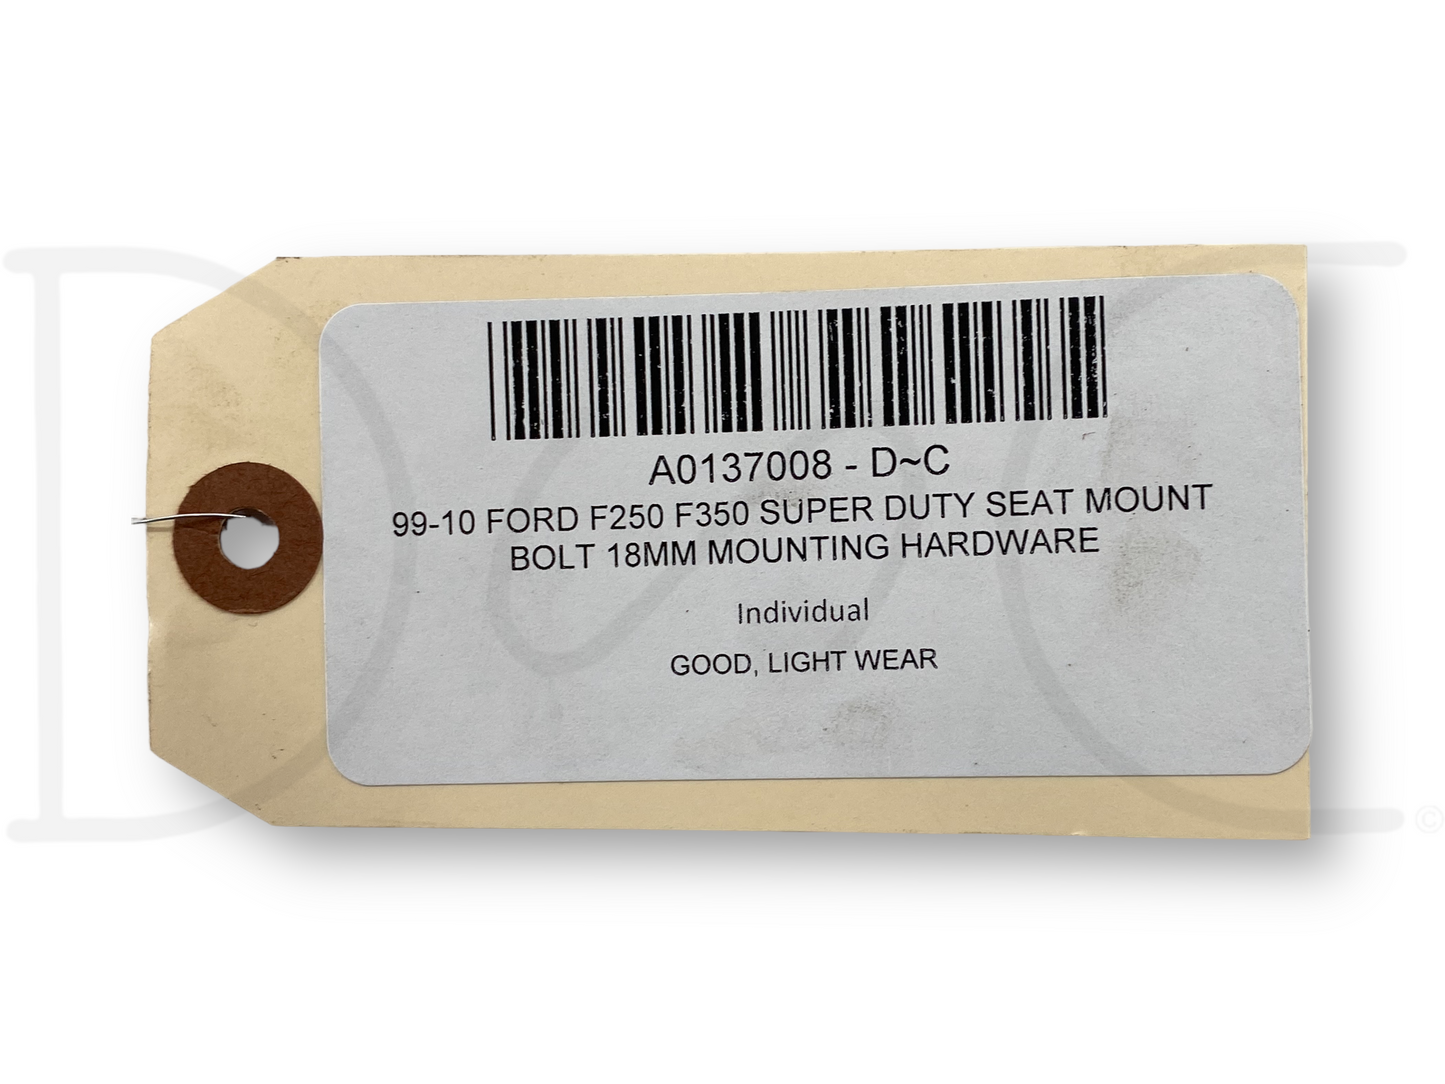 A0137008 - D~C
99-10 FORD F250 F350 SUPER DUTY SEAT MOUNT
BOLT 18MM MOUNTING HARDWARE
Individual
GOOD, LIGHT WEAR
©